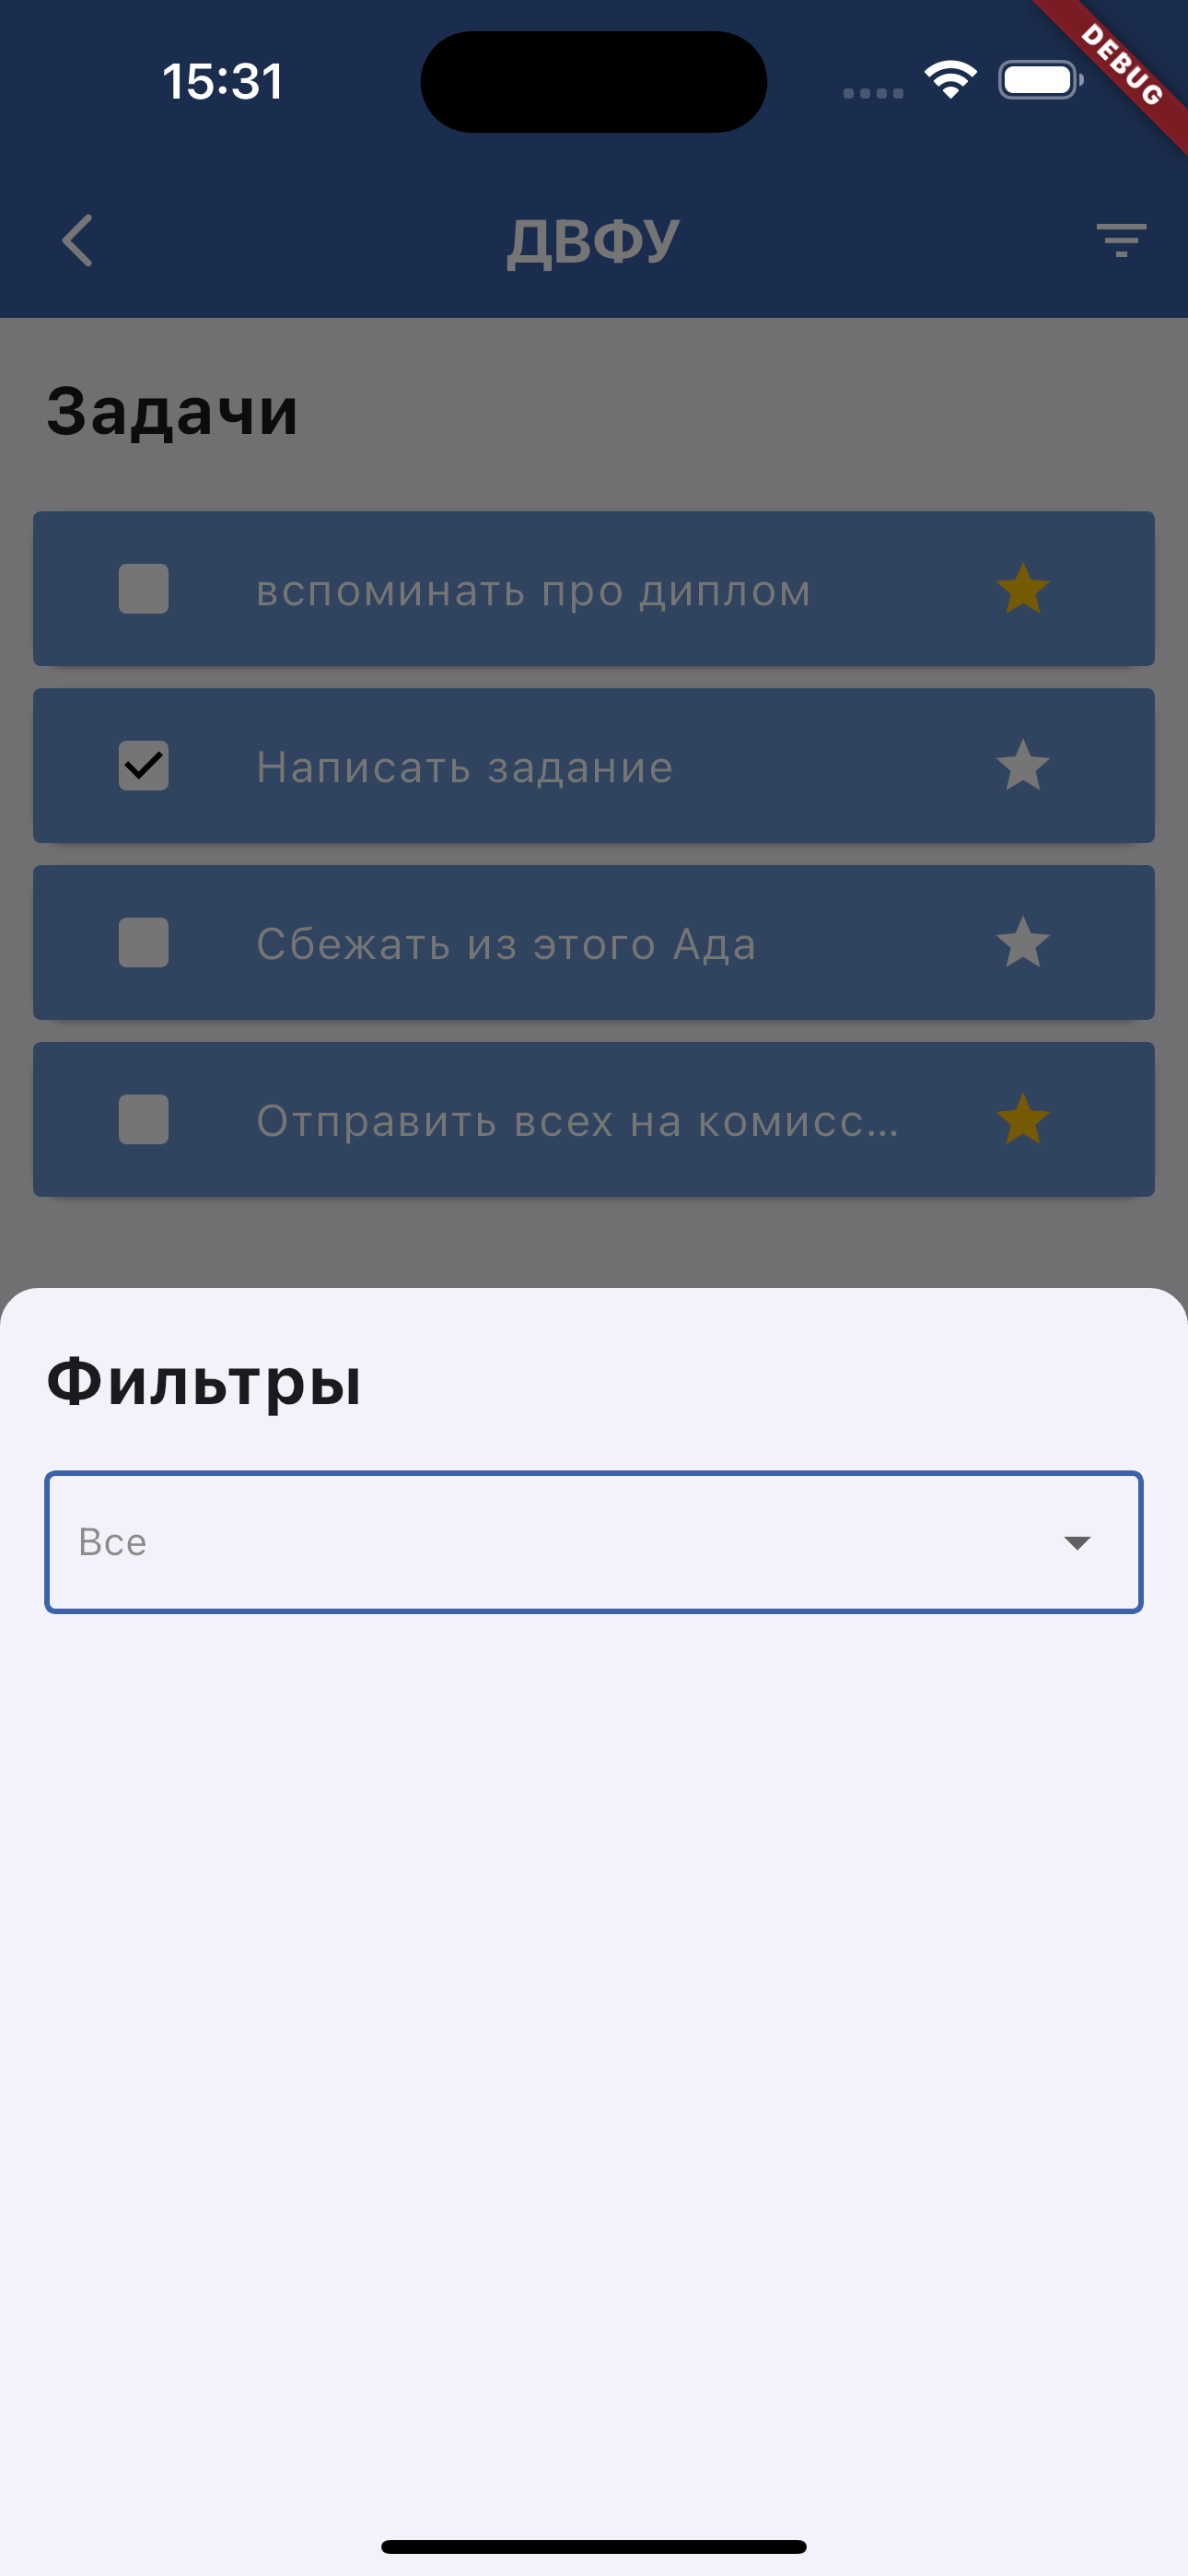 15:31
DEBUG
ДВФУ
Задачи
вспоминать про диплом
Написать задание
Сбежать из этого Ада
Отправить всех на комисс...
Фильтры
Все